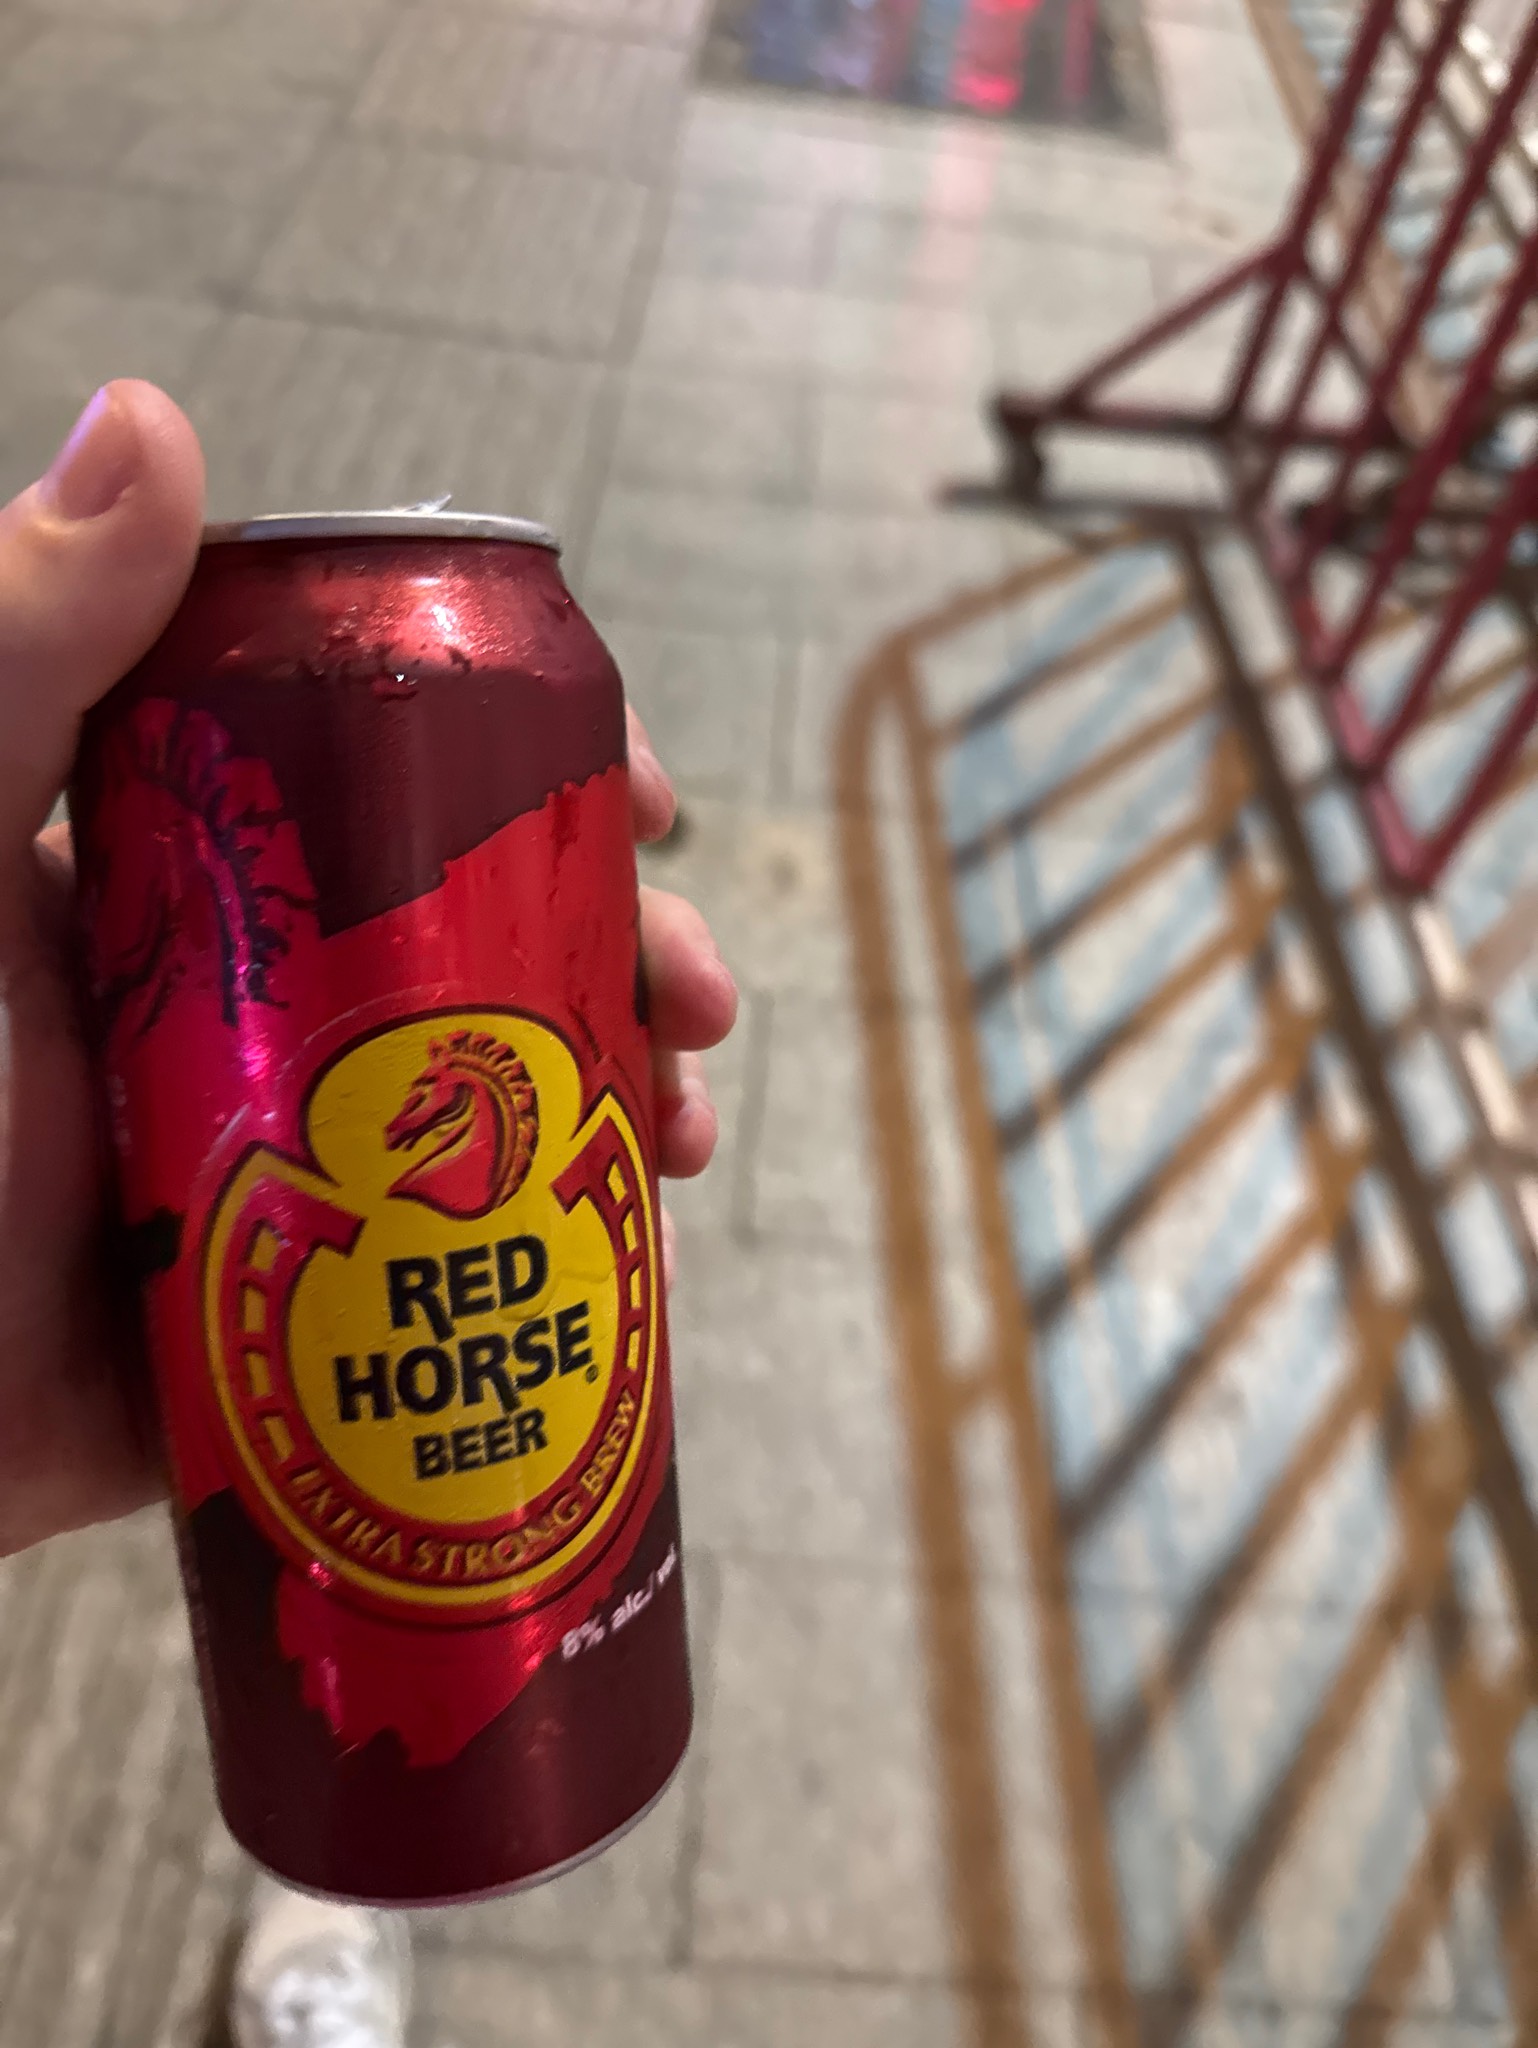 RED
HORSE®
BEER
EXTRA STRONG BREW
8% alc./vol